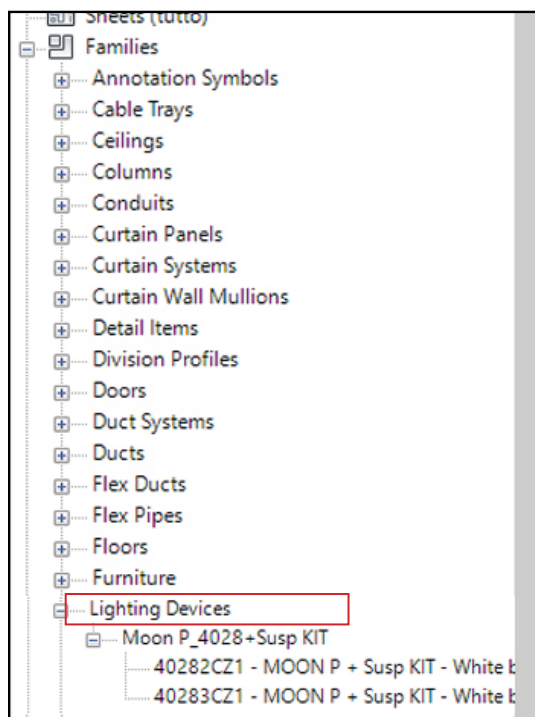 Sheets (tutto)
Families
Annotation Symbols
Cable Trays
Ceilings
Columns
Conduits
Curtain Panels
Curtain Systems
Curtain Wall Mullions
Detail Items
Division Profiles
Doors
Duct Systems
Ducts
Flex Ducts
Flex Pipes
Floors
Furniture
Lighting Devices
Moon P_4028+Susp KIT
40282CZ1 - MOON P + Susp KIT - White b
40283CZ1 - MOON P + Susp KIT - White b